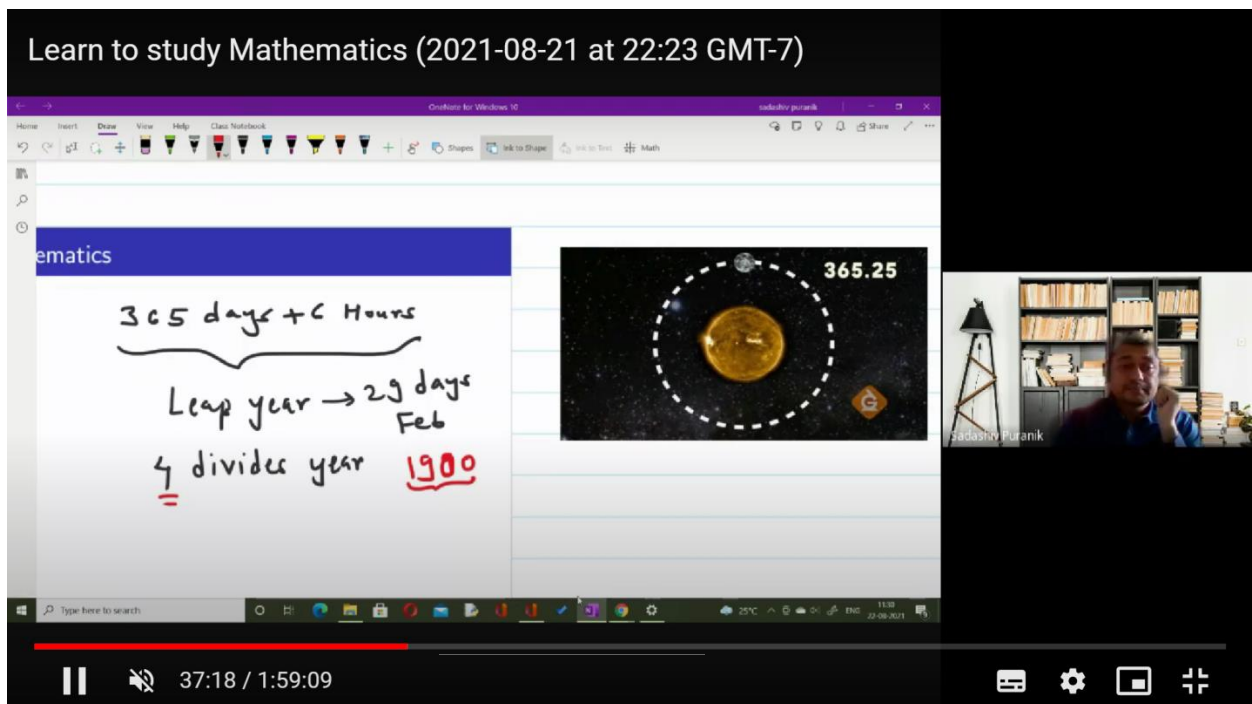 Learn to study Mathematics (2021-08-21 at 22:23 GMT-7)
OneNote for Windows 10
sadashiv puranik
Home Insert Draw View Help Class Notebook
Share
Shapes Ink to Shape Ink to Text Math
ematics
365.25
365 days + 6 Hours
Leap year → 29 days
Feb
4 divides year 1900
Sadashiv Puranik
Type here to search
25°C ENG 11:30
22-08-2021
37:18 / 1:59:09